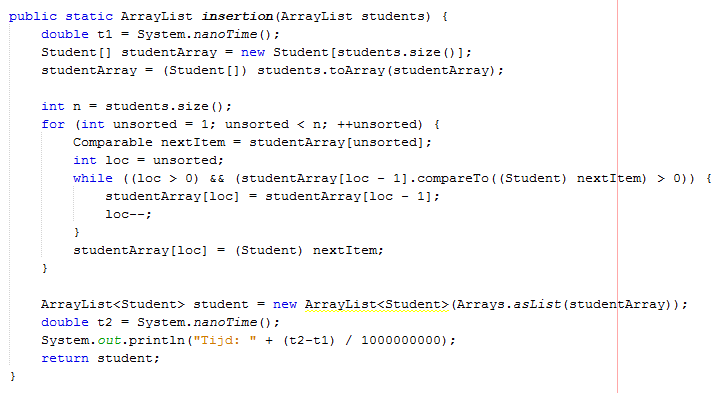 public static ArrayList insertion(ArrayList students) {
    double t1 = System.nanoTime();
    Student[] studentArray = new Student[students.size()];
    studentArray = (Student[]) students.toArray(studentArray);

    int n = students.size();
    for (int unsorted = 1; unsorted < n; ++unsorted) {
        Comparable nextItem = studentArray[unsorted];
        int loc = unsorted;
        while ((loc > 0) && (studentArray[loc - 1].compareTo((Student) nextItem) > 0)) {
            studentArray[loc] = studentArray[loc - 1];
            loc--;
        }
        studentArray[loc] = (Student) nextItem;
    }

    ArrayList<Student> student = new ArrayList<Student>(Arrays.asList(studentArray));
    double t2 = System.nanoTime();
    System.out.println("Tijd: " + (t2-t1) / 1000000000);
    return student;
}